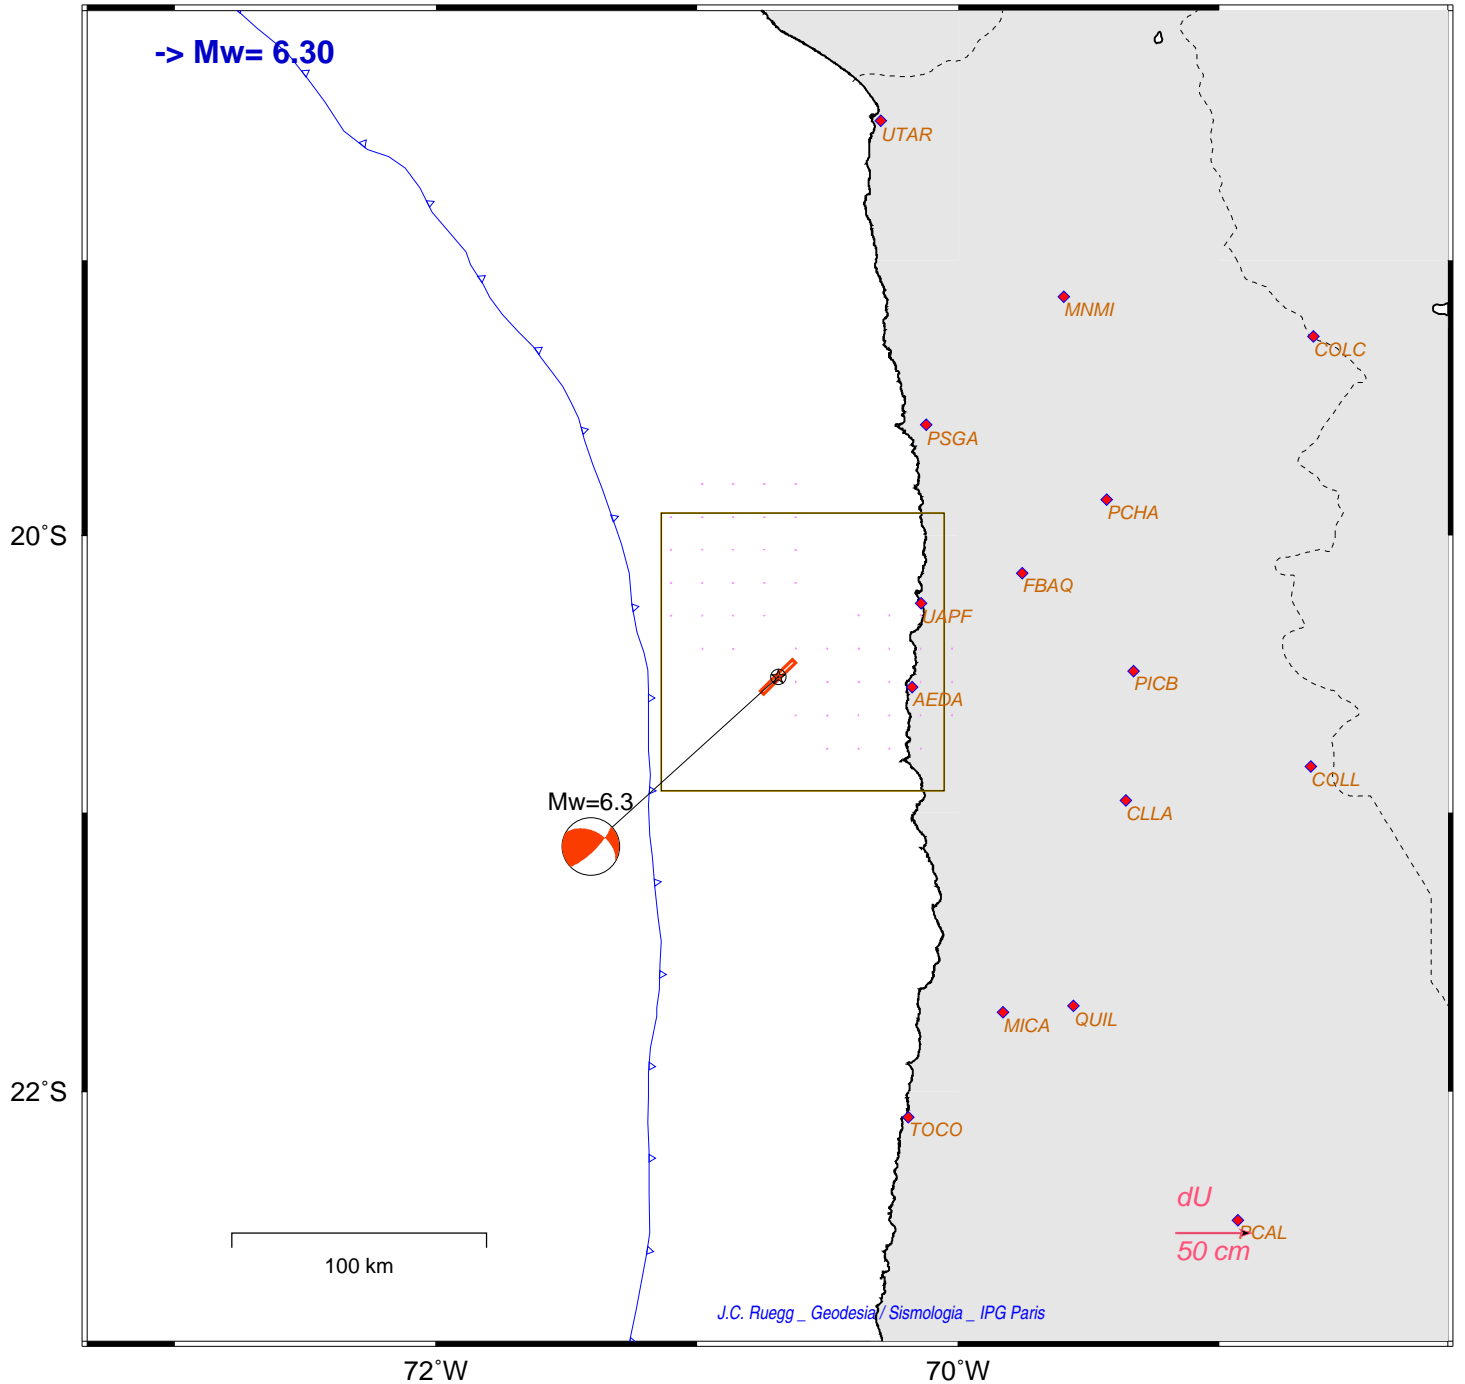 -> Mw= 6.30
UTAR
MNMI
COLC
PSGA
PCHA
20°S
FBAQ
UAPF
PICB
AEDA
COLL
Mw=6.3
CLLA
MICA
QUIL
22°S
TOCO
dU
PCAL
50 cm
100 km
J.C. Ruegg _ Geodesia / Sismologia _ IPG Paris
72°W
70°W